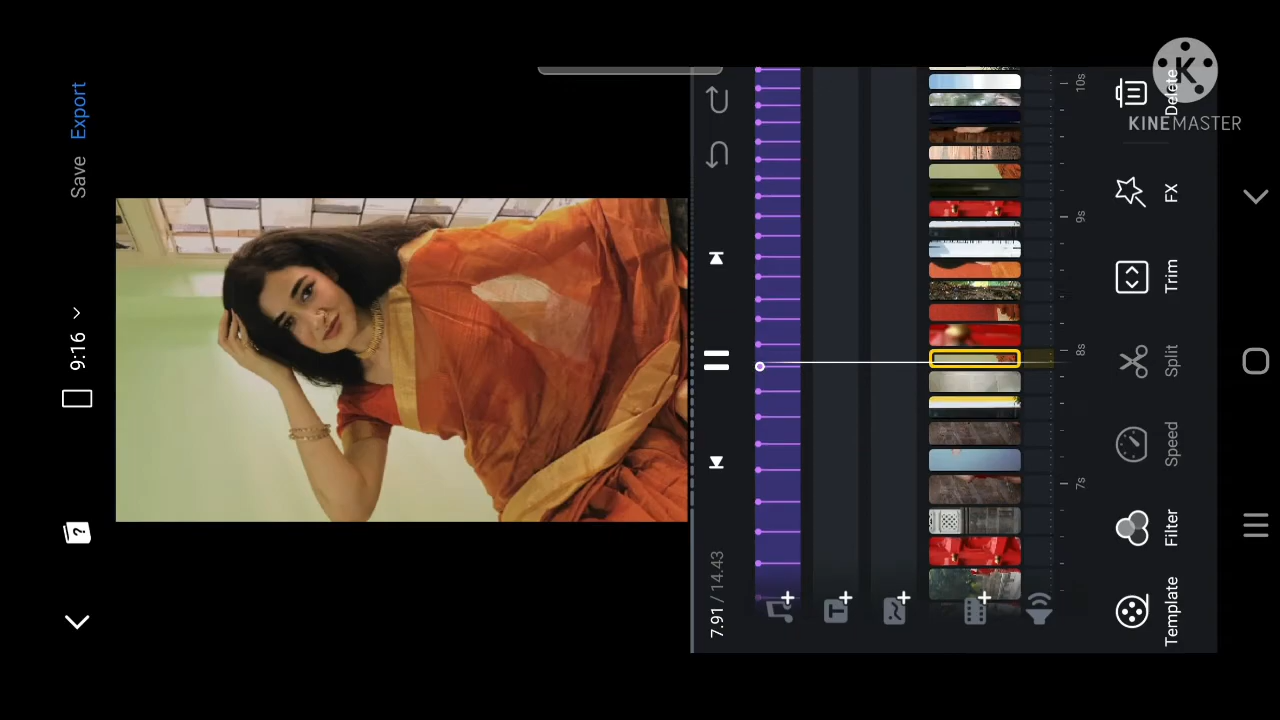 KINEMASTER
K
9:16
Save
Export
7.91 / 14.43
7s
8s
9s
10s
T
?
Template
Filter
Speed
Split
Trim
FX
Delete